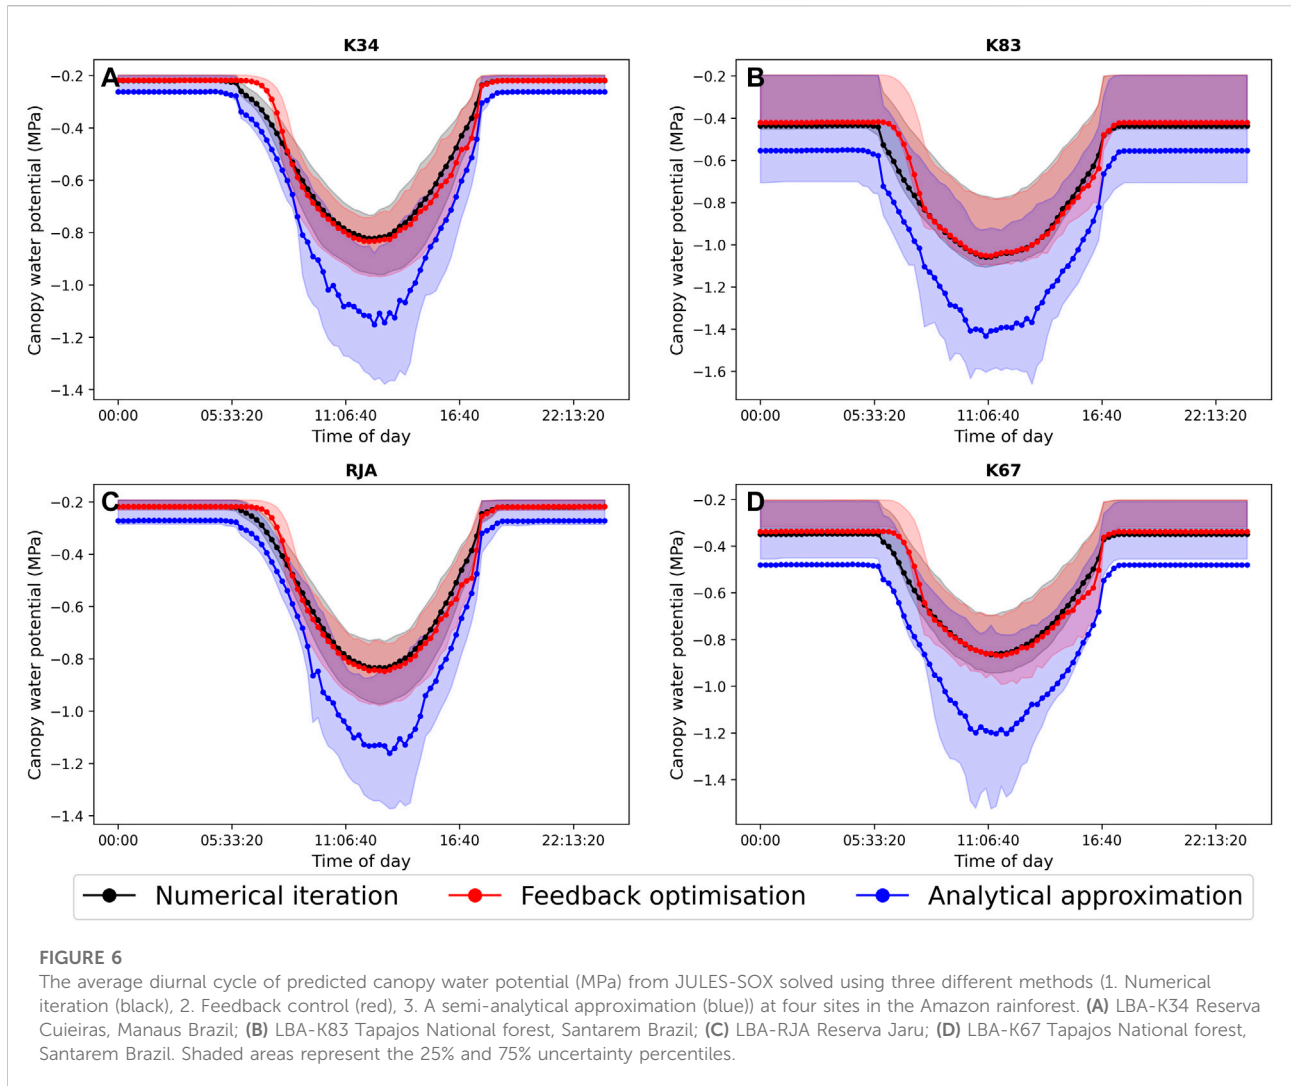 K34
A
−0.2
−0.4
−0.6
−0.8
−1.0
−1.2
−1.4
Canopy water potential (MPa)
00:00 05:33:20 11:06:40 16:40 22:13:20
Time of day
K83
B
−0.2
−0.4
−0.6
−0.8
−1.0
−1.2
−1.4
−1.6
Canopy water potential (MPa)
00:00 05:33:20 11:06:40 16:40 22:13:20
Time of day
RJA
C
−0.2
−0.4
−0.6
−0.8
−1.0
−1.2
−1.4
Canopy water potential (MPa)
00:00 05:33:20 11:06:40 16:40 22:13:20
Time of day
K67
D
−0.2
−0.4
−0.6
−0.8
−1.0
−1.2
−1.4
Canopy water potential (MPa)
00:00 05:33:20 11:06:40 16:40 22:13:20
Time of day
Numerical iteration Feedback optimisation Analytical approximation
FIGURE 6
The average diurnal cycle of predicted canopy water potential (MPa) from JULES-SOX solved using three different methods (1. Numerical
iteration (black), 2. Feedback control (red), 3. A semi-analytical approximation (blue)) at four sites in the Amazon rainforest. (A) LBA-K34 Reserva
Cuieiras, Manaus Brazil; (B) LBA-K83 Tapajos National forest, Santarem Brazil; (C) LBA-RJA Reserva Jaru; (D) LBA-K67 Tapajos National forest,
Santarem Brazil. Shaded areas represent the 25% and 75% uncertainty percentiles.